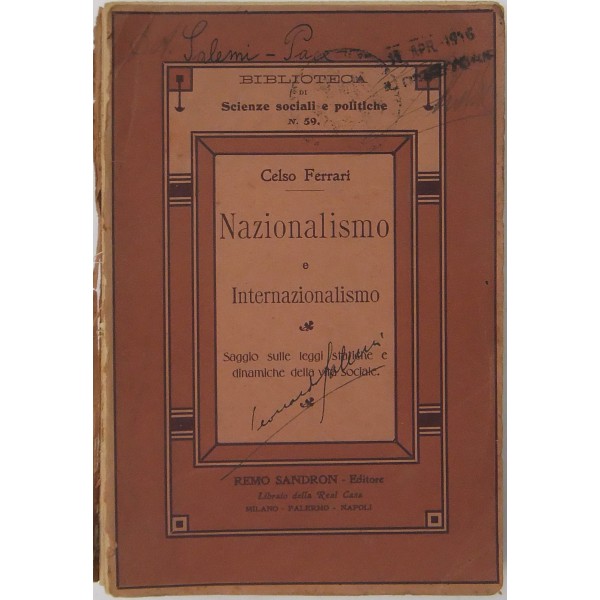 Salemi - Pace
APR. 1946
BIBLIOTECA
DI
Scienze sociali e politiche
N. 59.
Celso Ferrari
Nazionalismo
e
Internazionalismo
Saggio sulle leggi statiche e
dinamiche della vita sociale.
REMO SANDRON - Editore
Libraio della Real Casa
MILANO - PALERMO - NAPOLI